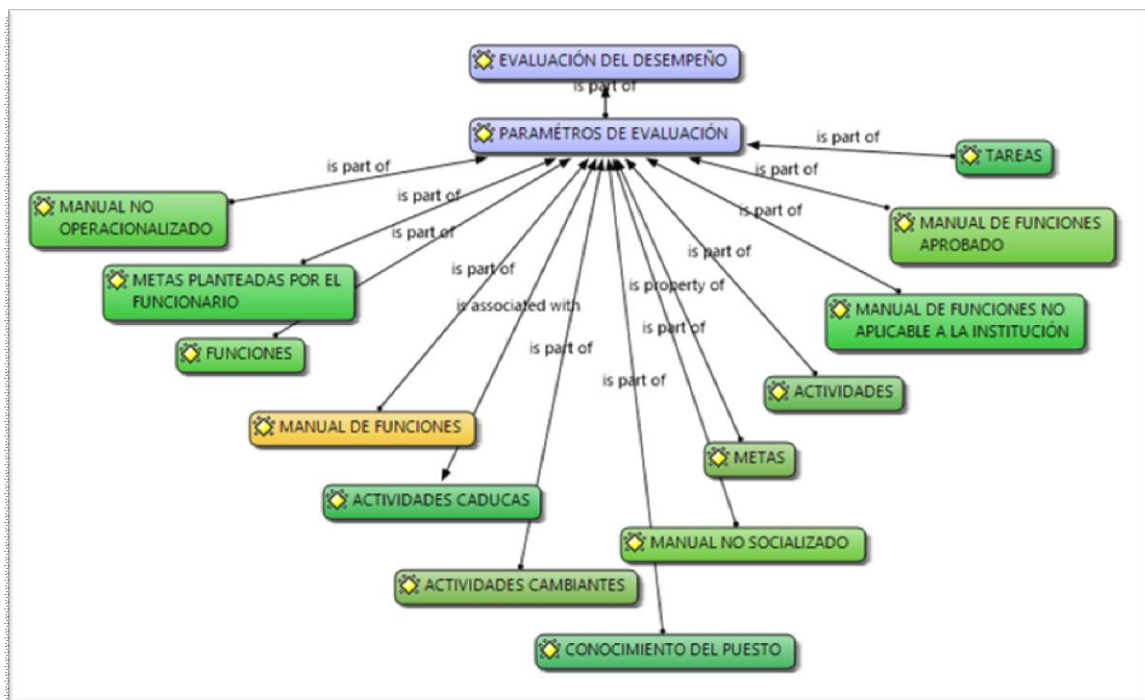 EVALUACIÓN DEL DESEMPEÑO
is part of
PARAMÉTROS DE EVALUACIÓN
is part of
TAREAS
is part of
is part of
MANUAL NO
OPERACIONALIZADO
is part of
is part of
MANUAL DE FUNCIONES
APROBADO
is part of
is part of
is part of
METAS PLANTEADAS POR EL
FUNCIONARIO
is property of
is associated with
MANUAL DE FUNCIONES NO
APLICABLE A LA INSTITUCIÓN
is part of
is part of
FUNCIONES
is part of
ACTIVIDADES
MANUAL DE FUNCIONES
METAS
ACTIVIDADES CADUCAS
MANUAL NO SOCIALIZADO
ACTIVIDADES CAMBIANTES
CONOCIMIENTO DEL PUESTO